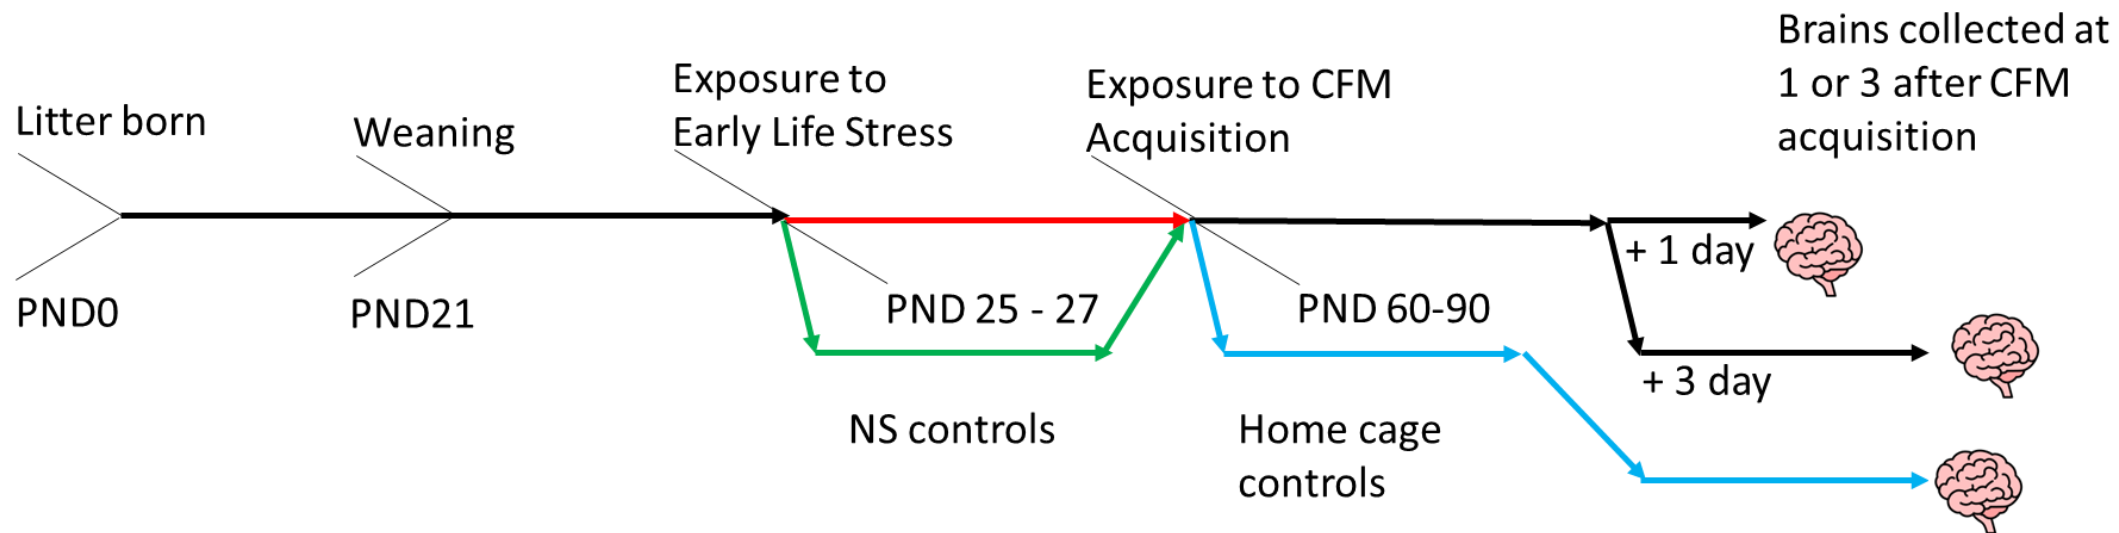 Litter born
Weaning
Exposure to
Early Life Stress
Exposure to CFM
Acquisition
Brains collected at
1 or 3 after CFM
acquisition
PND0
PND21
PND 25 - 27
PND 60-90
+ 1 day
+ 3 day
NS controls
Home cage
controls